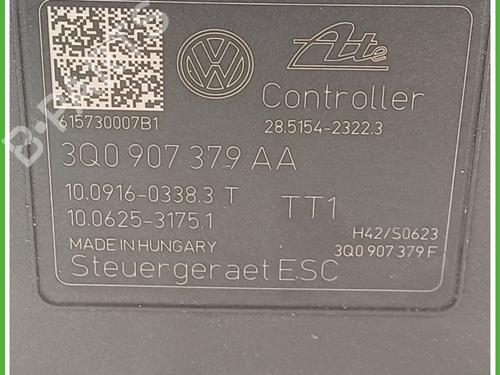 Ate
Controller
615730007B1
28.5154-2322.3
3Q0 907 379 AA
10.0916-0338.3 T
10.0625-3175.1
TT1
H42/S0623
MADE IN HUNGARY
3Q0 907 379 F
Steuergeraet ESC
B-PARTS